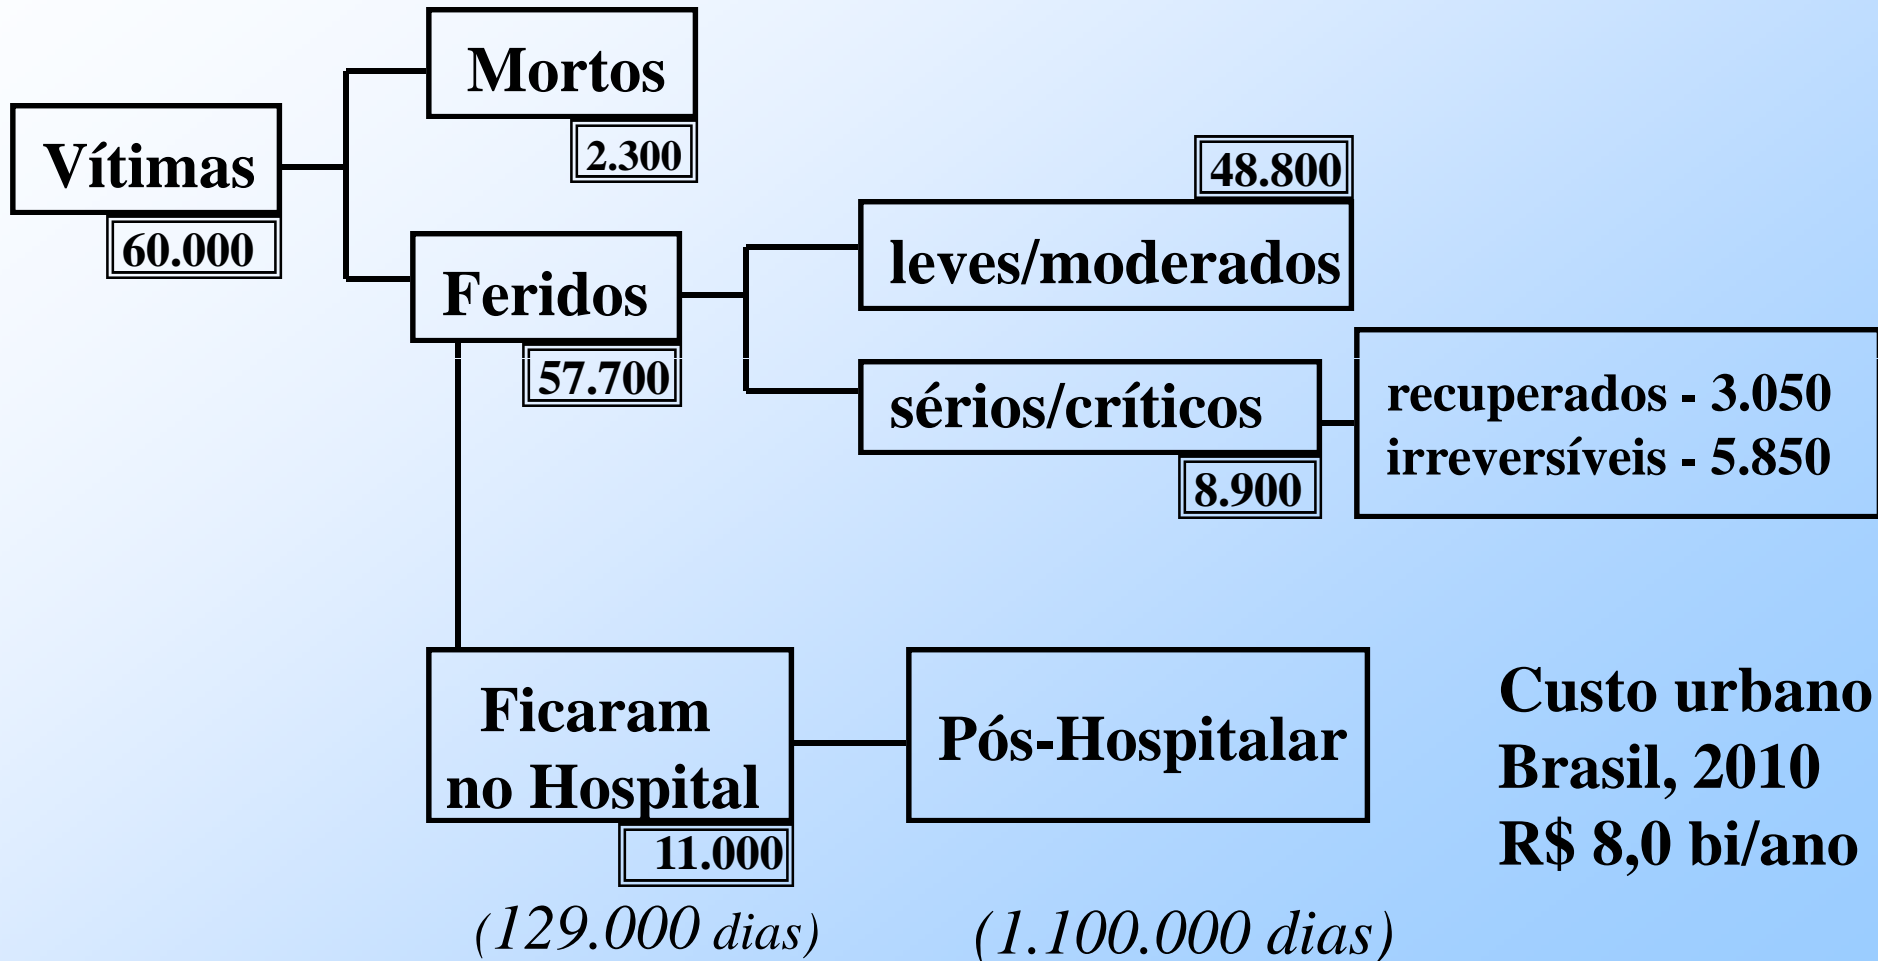 Mortos
2.300
Vítimas
60.000
48.800
leves/moderados
Feridos
57.700
sérios/críticos
8.900
recuperados - 3.050
irreversíveis - 5.850
Ficaram
no Hospital
11.000
(129.000 dias)
Pós-Hospitalar
(1.100.000 dias)
Custo urbano
Brasil, 2010
R$ 8,0 bi/ano